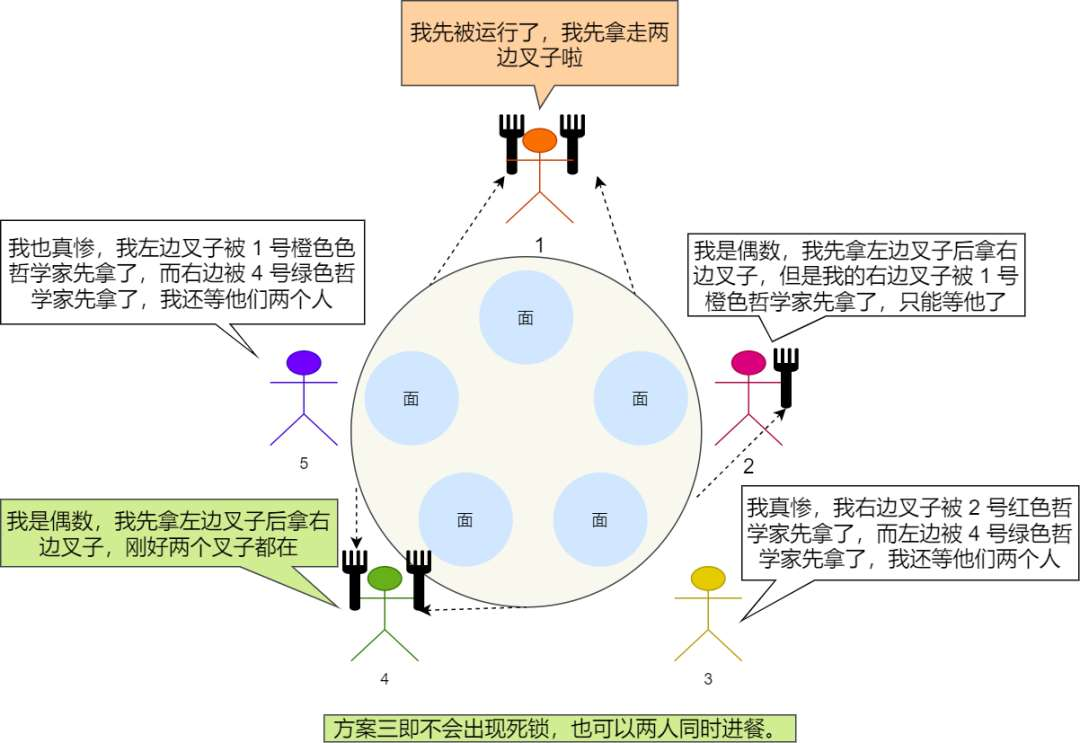 我先被运行了，我先拿走两
边叉子啦
1
我也真惨，我左边叉子被 1 号橙色色
哲学家先拿了，而右边被 4 号绿色哲
学家先拿了，我还等他们两个人
我是偶数，我先拿左边叉子后拿右
边叉子，但是我的右边叉子被 1 号
橙色哲学家先拿了，只能等他了
面
面
面
面
面
5
2
我是偶数，我先拿左边叉子后拿右
边叉子，刚好两个叉子都在
我真惨，我右边叉子被 2 号红色哲
学家先拿了，而左边被 4 号绿色哲
学家先拿了，我还等他们两个人
4
3
方案三即不会出现死锁，也可以两人同时进餐。